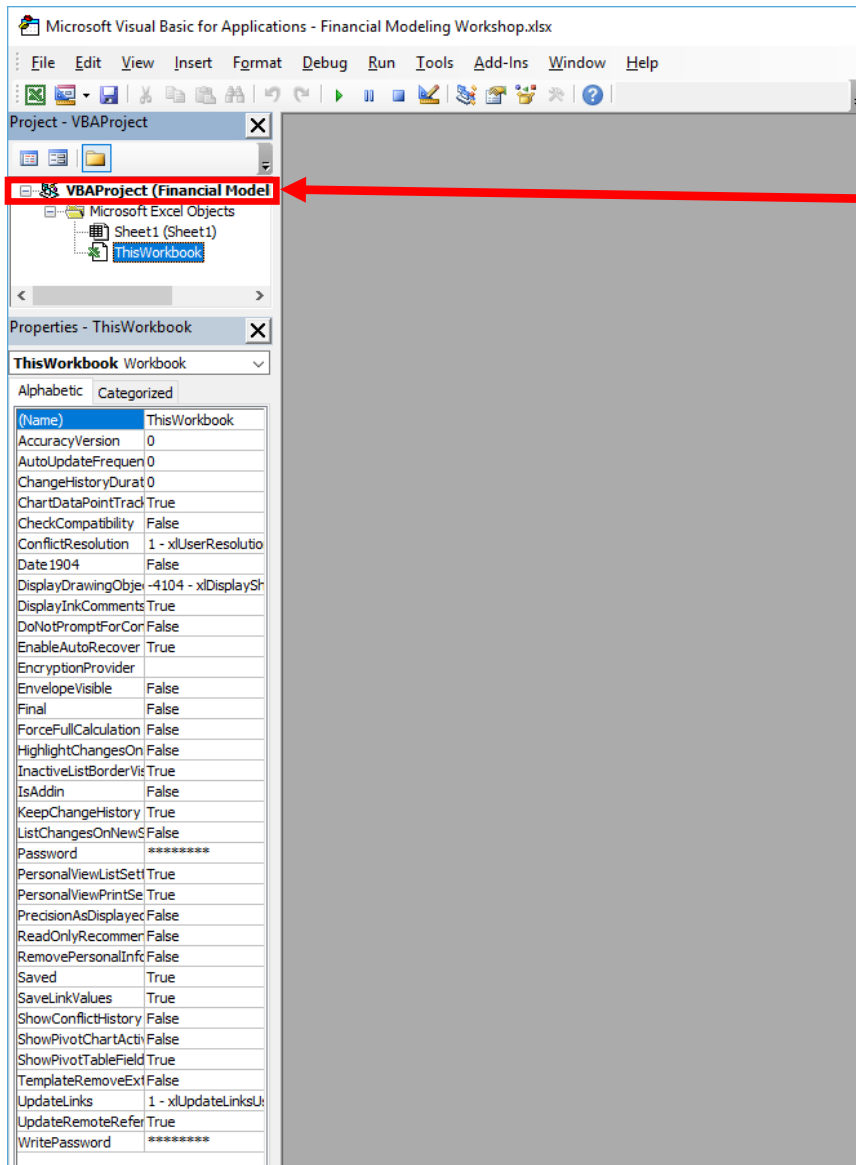 Microsoft Visual Basic for Applications - Financial Modeling Workshop.xlsx
File Edit View Insert Format Debug Run Tools Add-Ins Window Help
Project - VBAProject
VBAProject (Financial Model
Microsoft Excel Objects
Sheet1 (Sheet1)
ThisWorkbook
Properties - ThisWorkbook
ThisWorkbook Workbook
Alphabetic Categorized
(Name) ThisWorkbook
AccuracyVersion 0
AutoUpdateFrequen 0
ChangeHistoryDurat 0
ChartDataPointTrack True
CheckCompatibility False
ConflictResolution 1 - xlUserResolutio
Date1904 False
DisplayDrawingObje -4104 - xlDisplaySh
DisplayInkComments True
DoNotPromptForCon False
EnableAutoRecover True
EncryptionProvider
EnvelopeVisible False
Final False
ForceFullCalculation False
HighlightChangesOn False
InactiveListBorderVis True
IsAddin False
KeepChangeHistory True
ListChangesOnNewS False
Password ********
PersonalViewListSett True
PersonalViewPrintSe True
PrecisionAsDisplayed False
ReadOnlyRecommen False
RemovePersonalInfo False
Saved True
SaveLinkValues True
ShowConflictHistory False
ShowPivotChartActiv False
ShowPivotTableField True
TemplateRemoveExt False
UpdateLinks 1 - xlUpdateLinksUs
UpdateRemoteRefer True
WritePassword ********